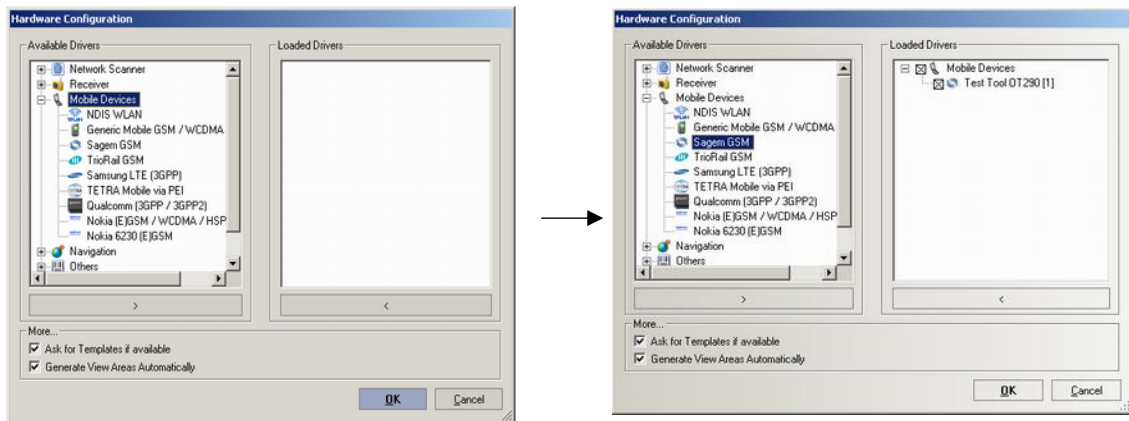 Hardware Configuration
Available Drivers
Network Scanner
Receiver
Mobile Devices
NDIS WLAN
Generic Mobile GSM / WCDMA
Sagem GSM
TrioRail GSM
Samsung LTE (3GPP)
TETRA Mobile via PEI
Qualcomm (3GPP / 3GPP2)
Nokia (E)GSM / WCDMA / HSP
Nokia 6230 (E)GSM
Navigation
Others
>
Loaded Drivers
<
More...
Ask for Templates if available
Generate View Areas Automatically
OK
Cancel
Hardware Configuration
Available Drivers
Network Scanner
Receiver
Mobile Devices
NDIS WLAN
Generic Mobile GSM / WCDMA
Sagem GSM
TrioRail GSM
Samsung LTE (3GPP)
TETRA Mobile via PEI
Qualcomm (3GPP / 3GPP2)
Nokia (E)GSM / WCDMA / HSP
Nokia 6230 (E)GSM
Navigation
Others
>
Loaded Drivers
Mobile Devices
Test Tool OT290 [1]
<
More...
Ask for Templates if available
Generate View Areas Automatically
OK
Cancel